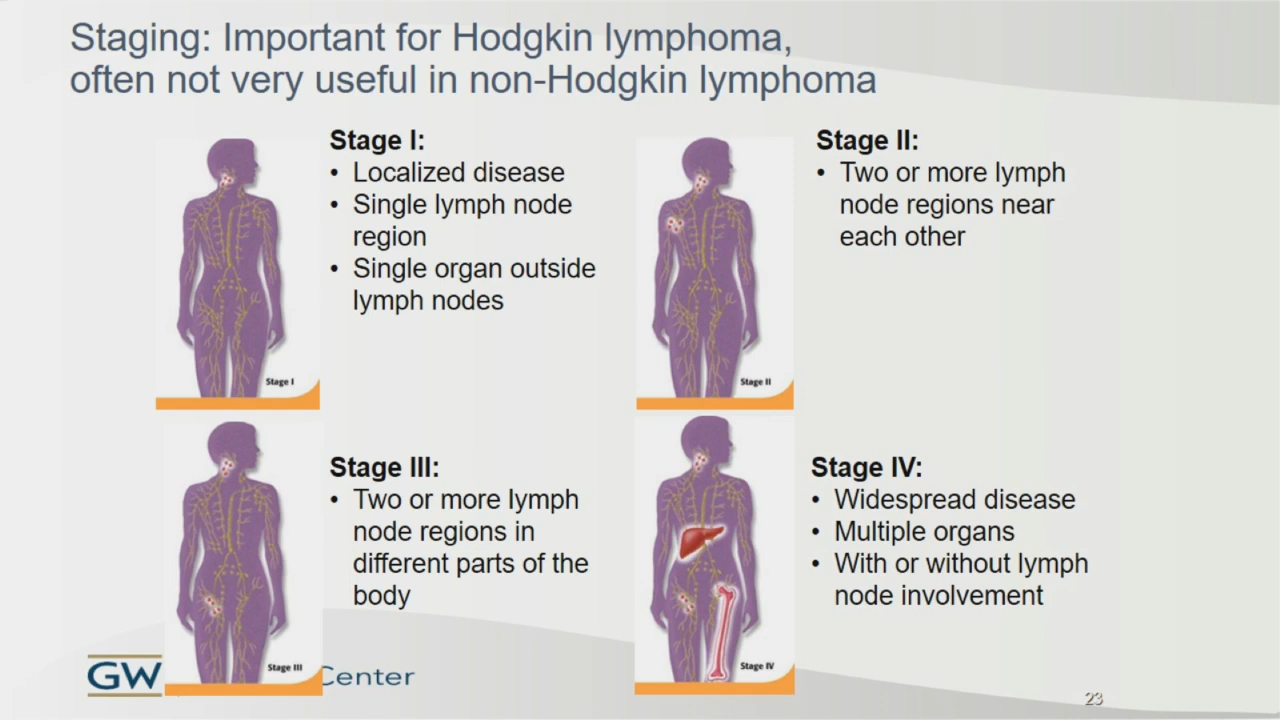 Staging: Important for Hodgkin lymphoma,
often not very useful in non-Hodgkin lymphoma
Stage I:
• Localized disease
• Single lymph node
region
• Single organ outside
lymph nodes
Stage I
Stage II:
• Two or more lymph
node regions near
each other
Stage II
Stage III:
• Two or more lymph
node regions in
different parts of the
body
Stage III
Stage IV:
• Widespread disease
• Multiple organs
• With or without lymph
node involvement
Stage IV
GW Center
23